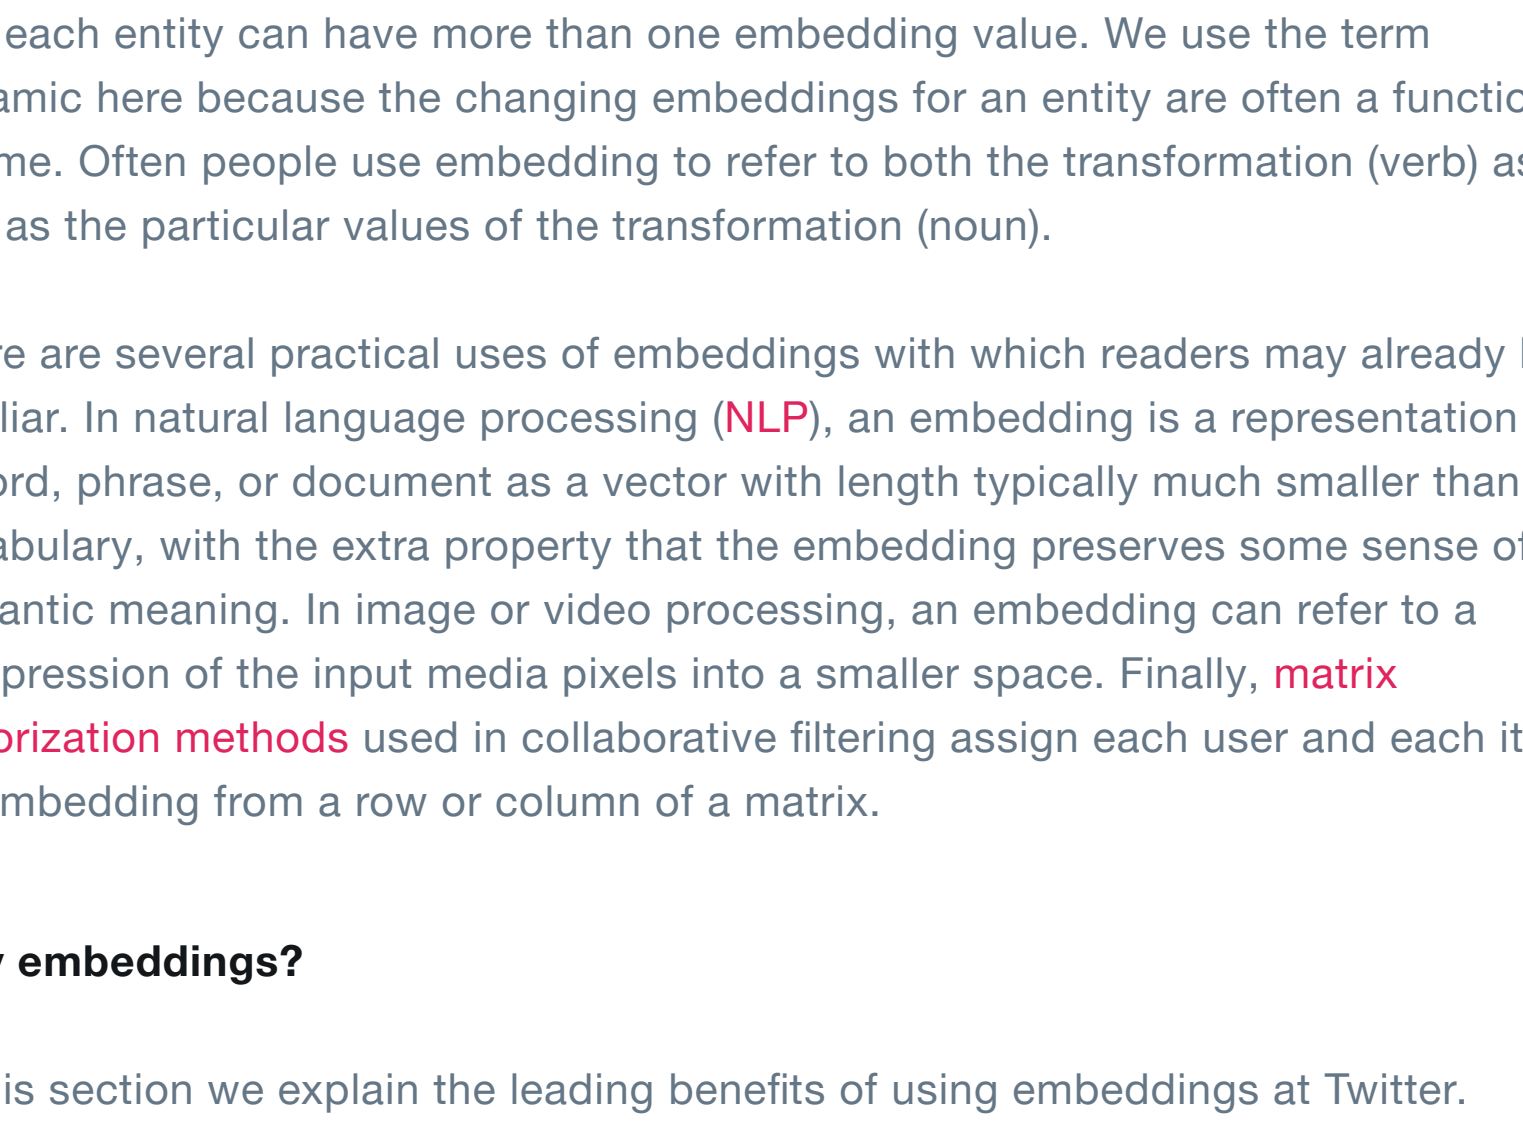 each entity can have more than one embedding value. We use the term
amic here because the changing embeddings for an entity are often a functio
me. Often people use embedding to refer to both the transformation (verb) as
as the particular values of the transformation (noun).
re are several practical uses of embeddings with which readers may already
liar. In natural language processing (NLP), an embedding is a representation
ord, phrase, or document as a vector with length typically much smaller than
abulary, with the extra property that the embedding preserves some sense of
antic meaning. In image or video processing, an embedding can refer to a
pression of the input media pixels into a smaller space. Finally, matrix
orization methods used in collaborative filtering assign each user and each it
mbedding from a row or column of a matrix.
y embeddings?
is section we explain the leading benefits of using embeddings at Twitter.